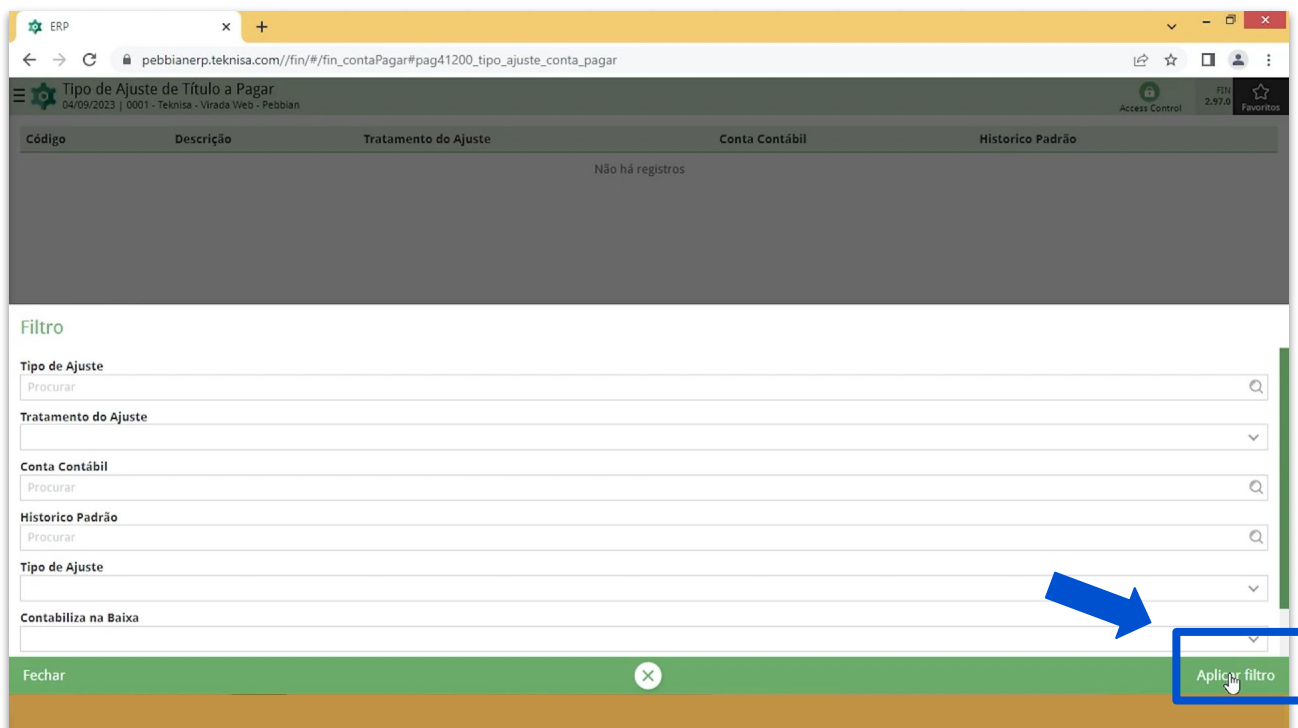 ERP
pebbianerp.teknisa.com//fin/#/fin_contaPagar#pag41200_tipo_ajuste_conta_pagar
Tipo de Ajuste de Título a Pagar
04/09/2023 | 0001 - Teknisa - Virada Web - Pebbian
Access Control
FIN
2.97.0
Favoritos
Código Descrição Tratamento do Ajuste Conta Contábil Historico Padrão
Não há registros
Filtro
Tipo de Ajuste
Procurar
Tratamento do Ajuste
Conta Contábil
Procurar
Historico Padrão
Procurar
Tipo de Ajuste
Contabiliza na Baixa
Fechar
Aplicar filtro